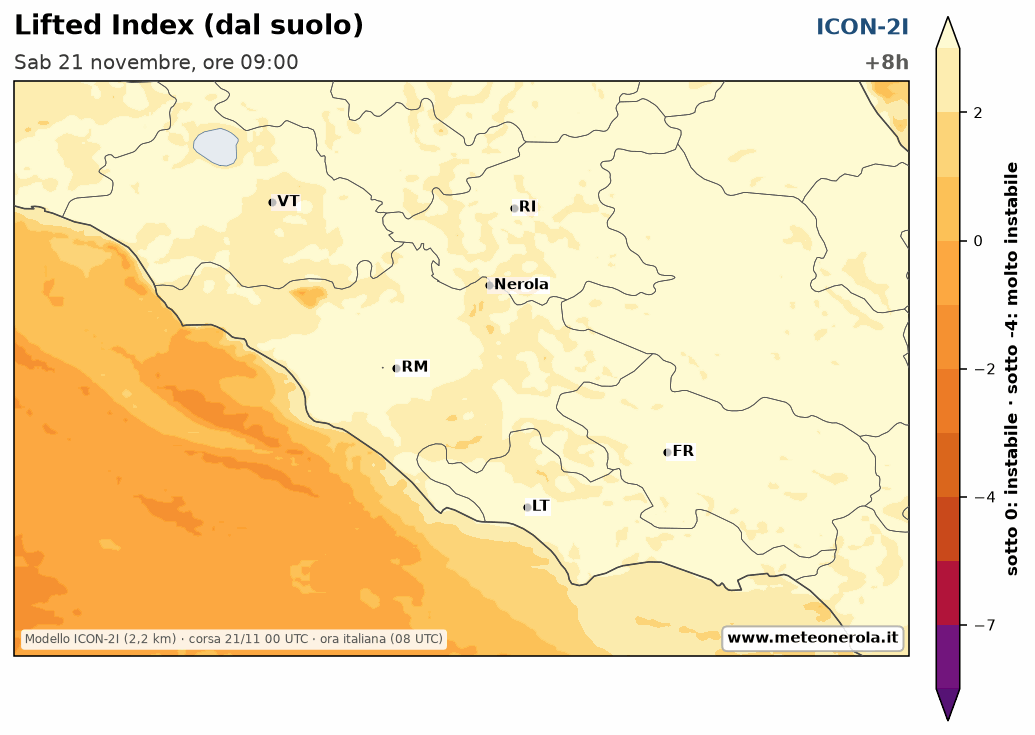 Lifted Index (dal suolo)
ICON-2I
Sab 21 novembre, ore 09:00
+8h
VT
RI
Nerola
RM
FR
LT
Modello ICON-2I (2,2 km) · corsa 21/11 00 UTC · ora italiana (08 UTC)
www.meteonerola.it
2
0
−2
−4
−7
sotto 0: instabile · sotto -4: molto instabile